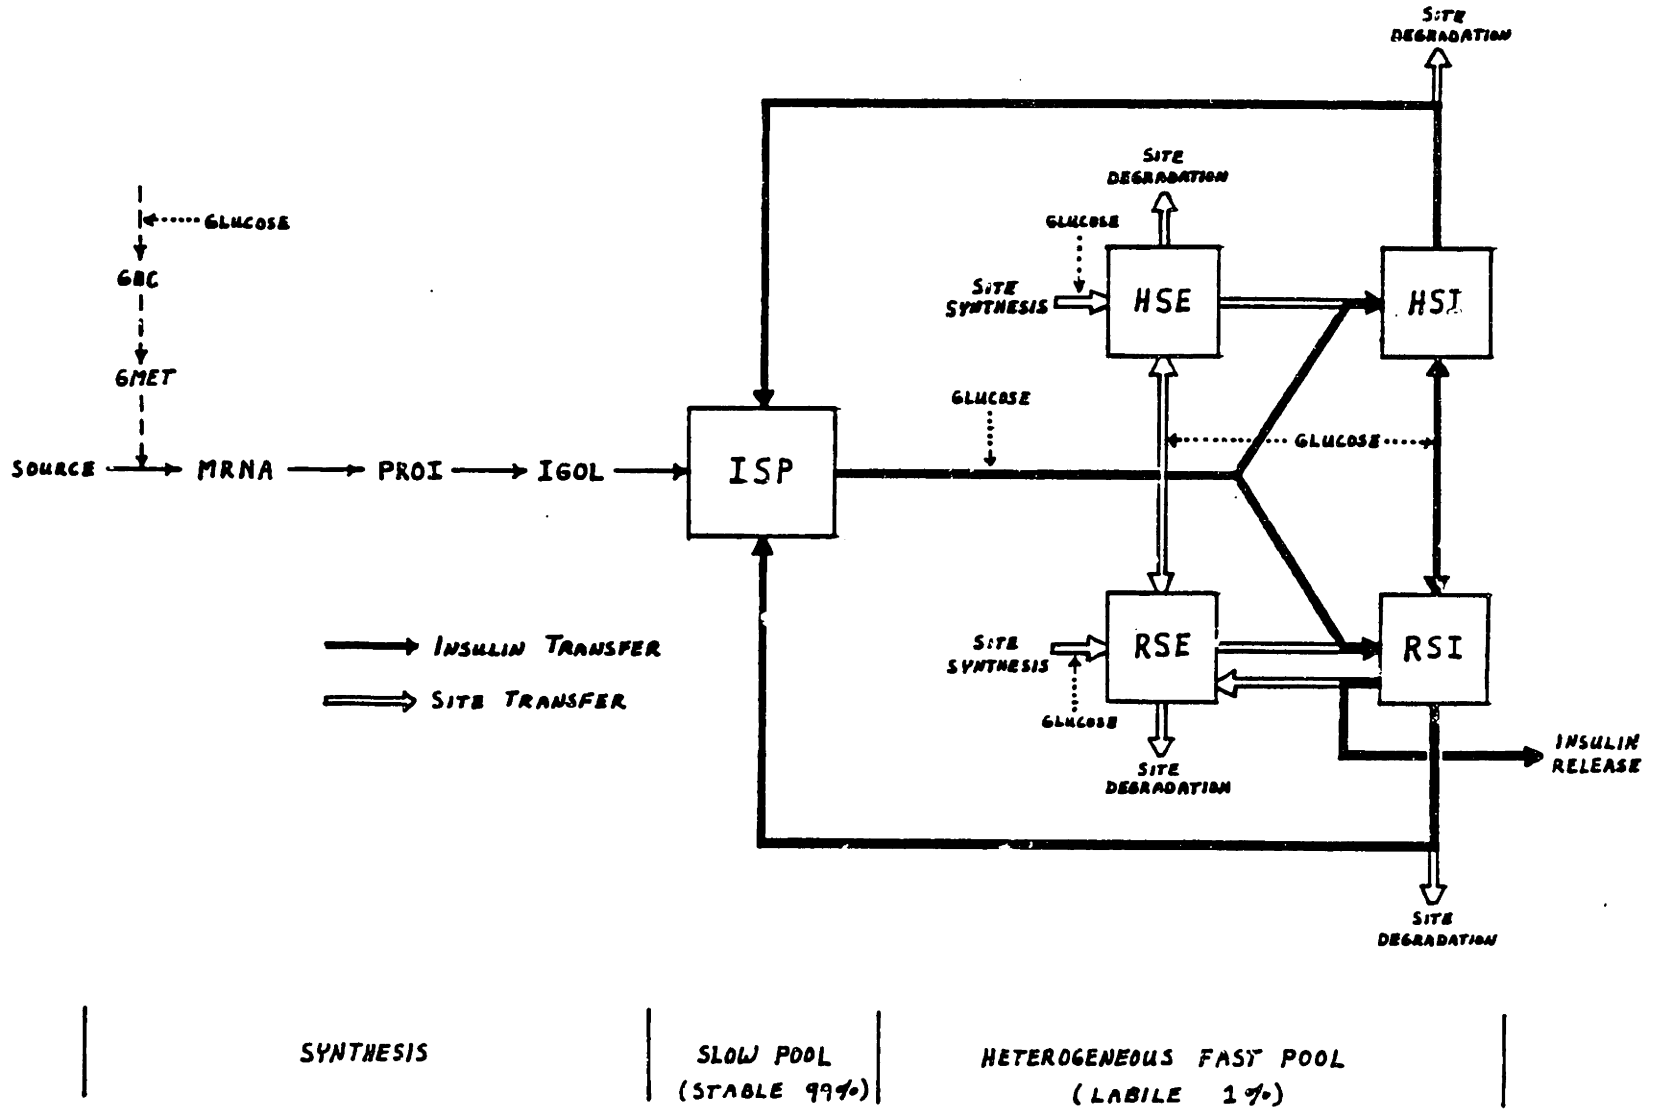 SITE
DEGRADATION
SITE
DEGRADATION
GLUCOSE
GLUCOSE
GBC
SITE
SYNTHESIS
HSE
HSI
GMET
GLUCOSE
GLUCOSE
SOURCE
MRNA
PROI
IGOL
ISP
INSULIN TRANSFER
SITE
SYNTHESIS
RSE
RSI
SITE TRANSFER
GLUCOSE
INSULIN
RELEASE
SITE
DEGRADATION
SITE
DEGRADATION
SYNTHESIS
SLOW POOL
(STABLE 99%)
HETEROGENEOUS FAST POOL
(LABILE 1%)